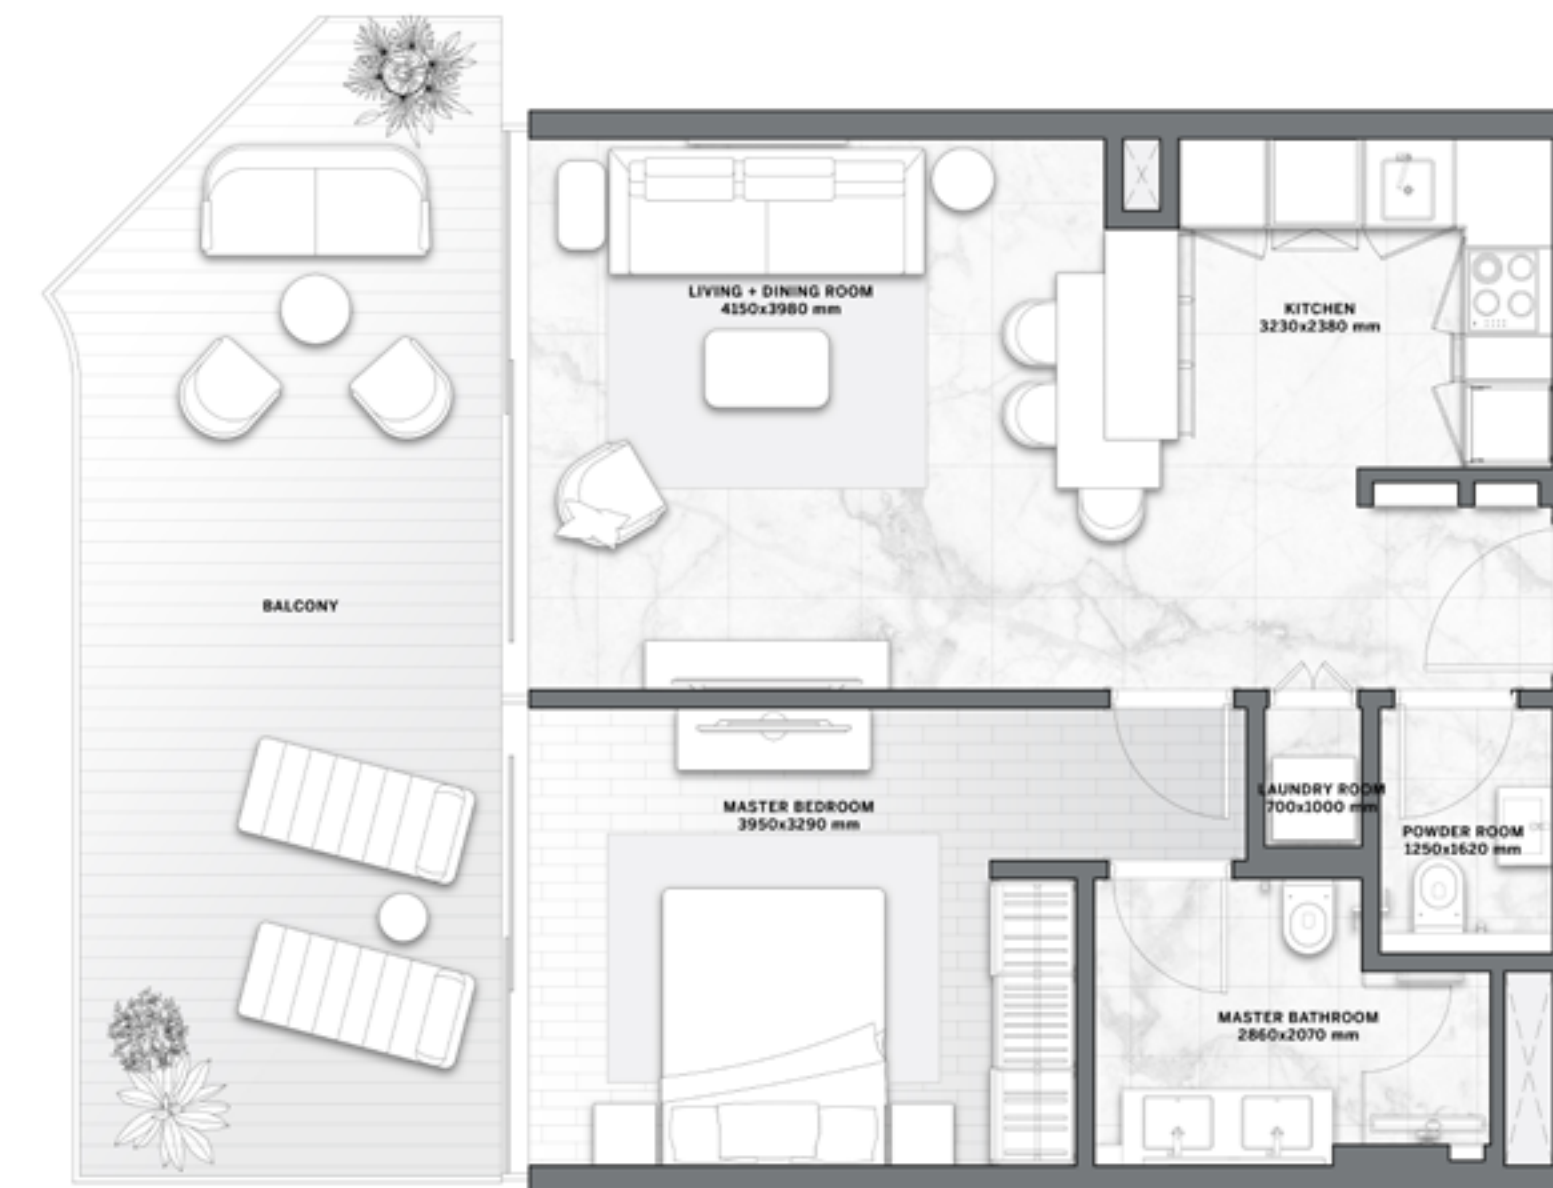 LIVING + DINING ROOM
4150x3980 mm
KITCHEN
3230x2380 mm
BALCONY
MASTER BEDROOM
3950x3290 mm
LAUNDRY ROOM
700x1000 mm
POWDER ROOM
1250x1620 mm
MASTER BATHROOM
2860x2070 mm